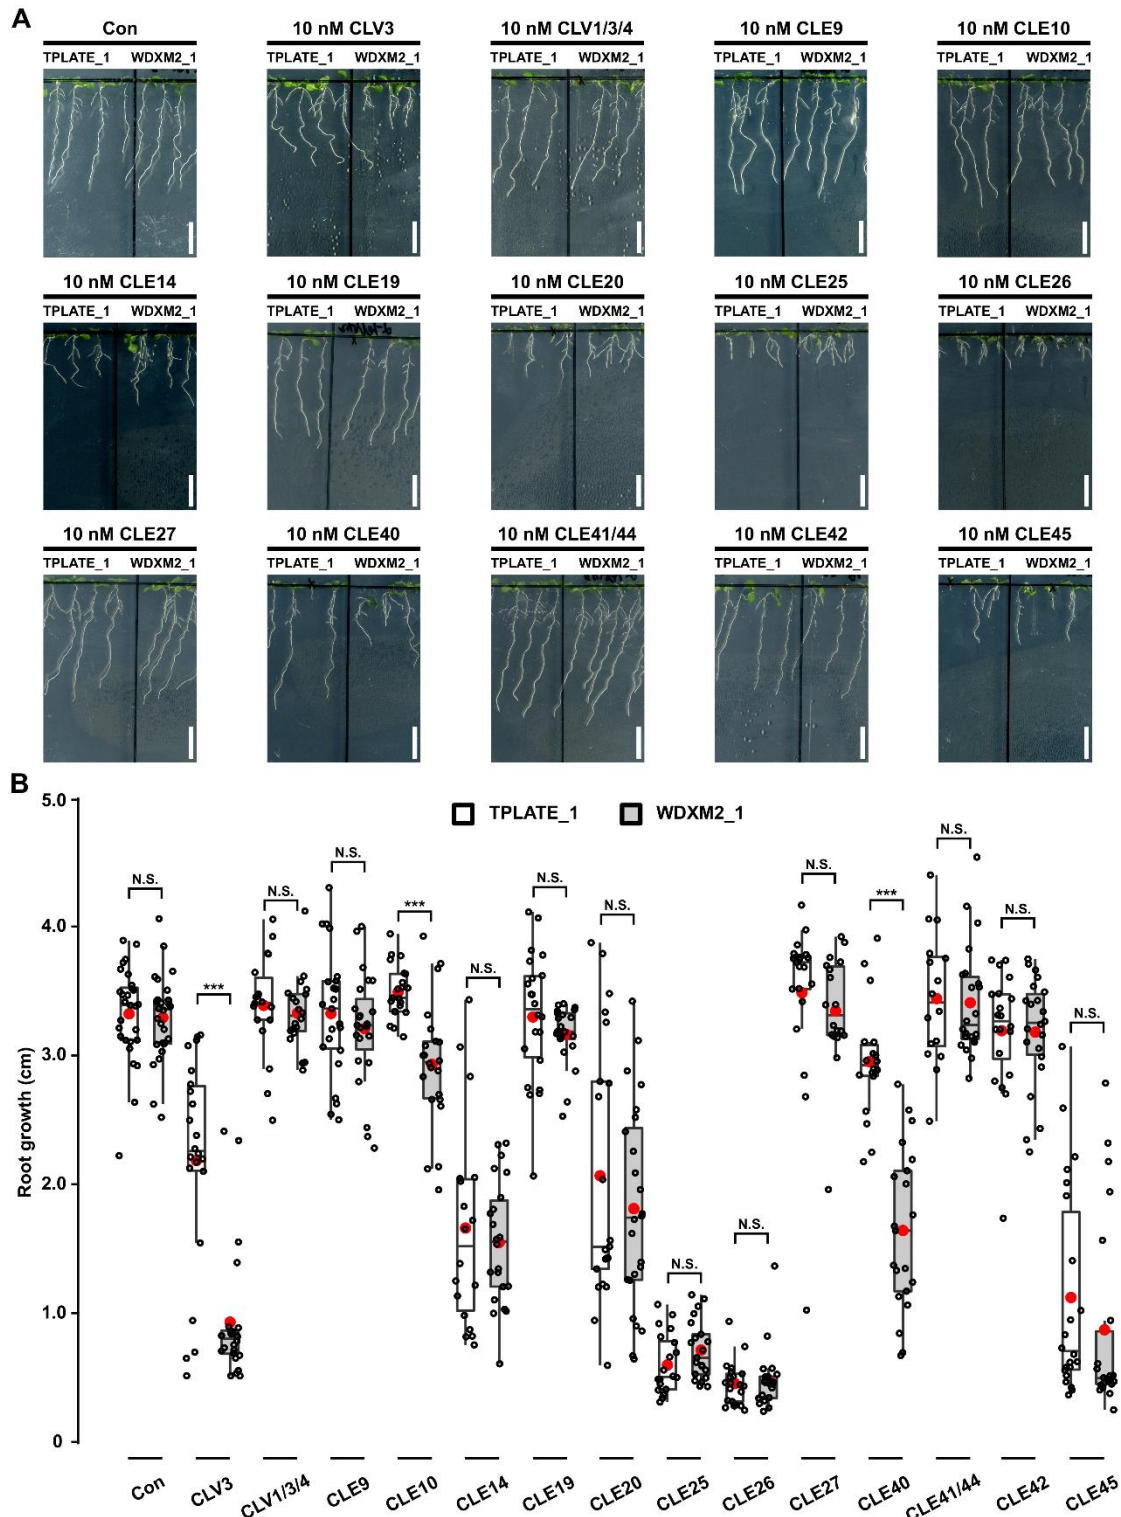 A
Con
10 nM CLV3
10 nM CLV1/3/4
10 nM CLE9
10 nM CLE10
TPLATE_1 WDXM2_1
TPLATE_1 WDXM2_1
TPLATE_1 WDXM2_1
TPLATE_1 WDXM2_1
TPLATE_1 WDXM2_1
10 nM CLE14
10 nM CLE19
10 nM CLE20
10 nM CLE25
10 nM CLE26
TPLATE_1 WDXM2_1
TPLATE_1 WDXM2_1
TPLATE_1 WDXM2_1
TPLATE_1 WDXM2_1
TPLATE_1 WDXM2_1
10 nM CLE27
10 nM CLE40
10 nM CLE41/44
10 nM CLE42
10 nM CLE45
TPLATE_1 WDXM2_1
TPLATE_1 WDXM2_1
TPLATE_1 WDXM2_1
TPLATE_1 WDXM2_1
TPLATE_1 WDXM2_1
B
Root growth (cm)
5.0
4.0
3.0
2.0
1.0
0
TPLATE_1
WDXM2_1
N.S.
***
N.S.
N.S.
***
N.S.
N.S.
N.S.
N.S.
N.S.
N.S.
***
N.S.
N.S.
N.S.
Con
CLV3
CLV1/3/4
CLE9
CLE10
CLE14
CLE19
CLE20
CLE25
CLE26
CLE27
CLE40
CLE41/44
CLE42
CLE45